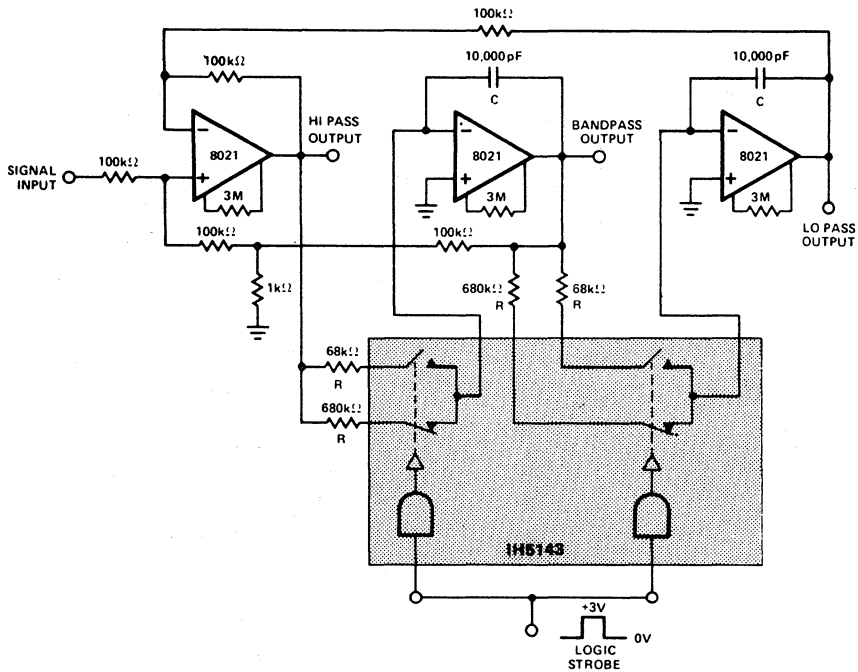 100kΩ
100kΩ
10,000pF
C
10,000pF
C
−
8021
+
3M
HI PASS
OUTPUT
−
8021
+
3M
BANDPASS
OUTPUT
−
8021
+
3M
SIGNAL
INPUT
100kΩ
LO PASS
OUTPUT
100kΩ
100kΩ
1kΩ
680kΩ
R
68kΩ
R
68kΩ
R
680kΩ
R
IH5143
+3V
0V
LOGIC
STROBE